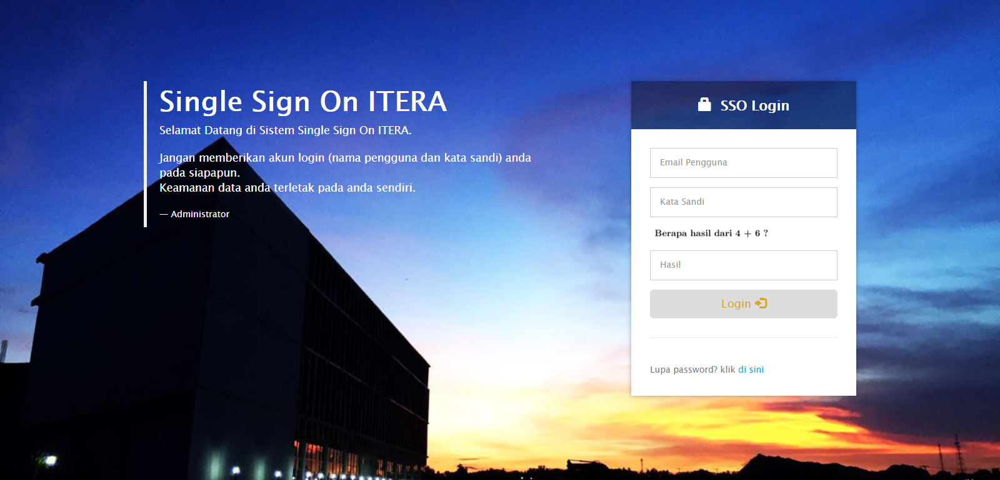 Single Sign On ITERA
Selamat Datang di Sistem Single Sign On ITERA.
Jangan memberikan akun login (nama pengguna dan kata sandi) anda
pada siapapun.
Keamanan data anda terletak pada anda sendiri.
— Administrator
SSO Login
Email Pengguna
Kata Sandi
Berapa hasil dari 4 + 6 ?
Hasil
Login
Lupa password? klik di sini